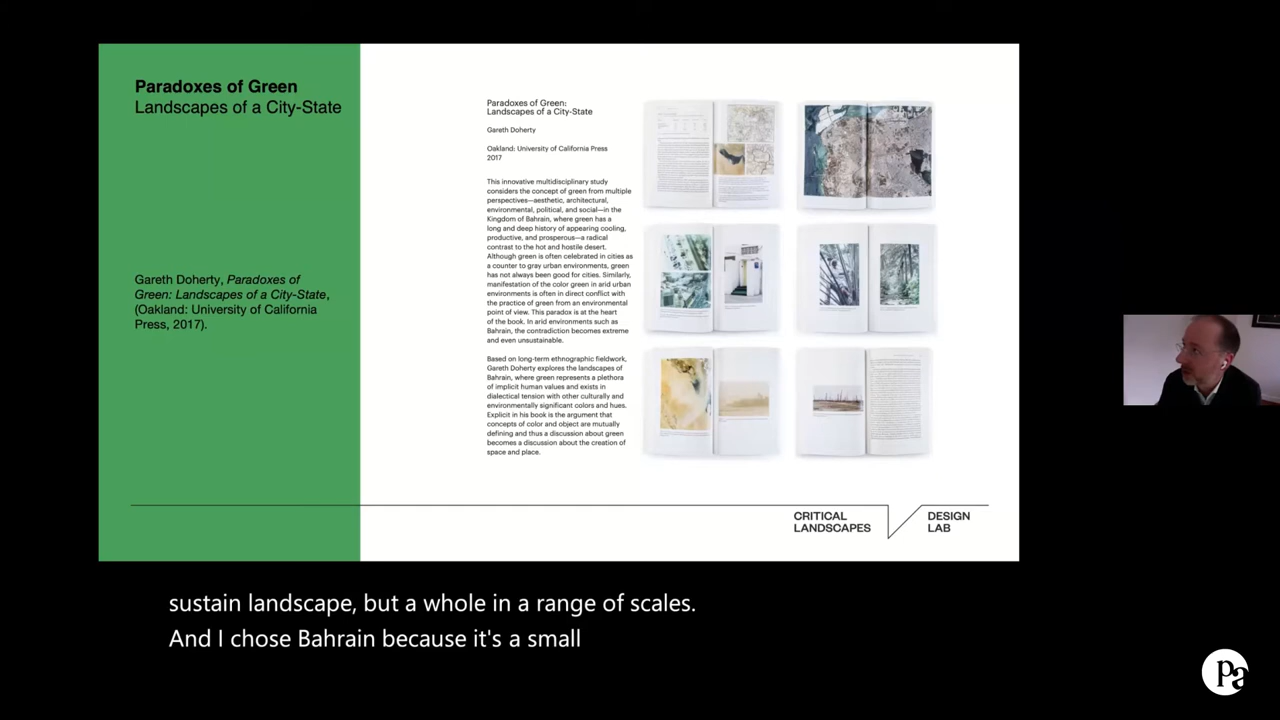 Paradoxes of Green
Landscapes of a City-State
Gareth Doherty, Paradoxes of
Green: Landscapes of a City-State,
(Oakland: University of California
Press, 2017).
Paradoxes of Green:
Landscapes of a City-State
Gareth Doherty
Oakland: University of California Press
2017
This innovative multidisciplinary study
considers the concept of green from multiple
perspectives—aesthetic, architectural,
environmental, political, and social—in the
Kingdom of Bahrain, where green has a
long and deep history of appearing cooling,
productive, and prosperous—a radical
contrast to the hot and hostile desert.
Although green is often celebrated in cities as
a counter to gray urban environments, green
has not always been good for cities. Similarly,
manifestation of the color green in arid urban
environments is often in direct conflict with
the practice of green from an environmental
point of view. This paradox is at the heart
of the book. In arid environments such as
Bahrain, the contradiction becomes extreme
and even unsustainable.
Based on long-term ethnographic fieldwork,
Gareth Doherty explores the landscapes of
Bahrain, where green represents a plethora
of implicit human values and exists in
dialectical tension with other culturally and
environmentally significant colors and hues.
Explicit in his book is the argument that
concepts of color and object are mutually
defining and thus a discussion about green
becomes a discussion about the creation of
space and place.
CRITICAL
LANDSCAPES
DESIGN
LAB
sustain landscape, but a whole in a range of scales.
And I chose Bahrain because it's a small
Pa